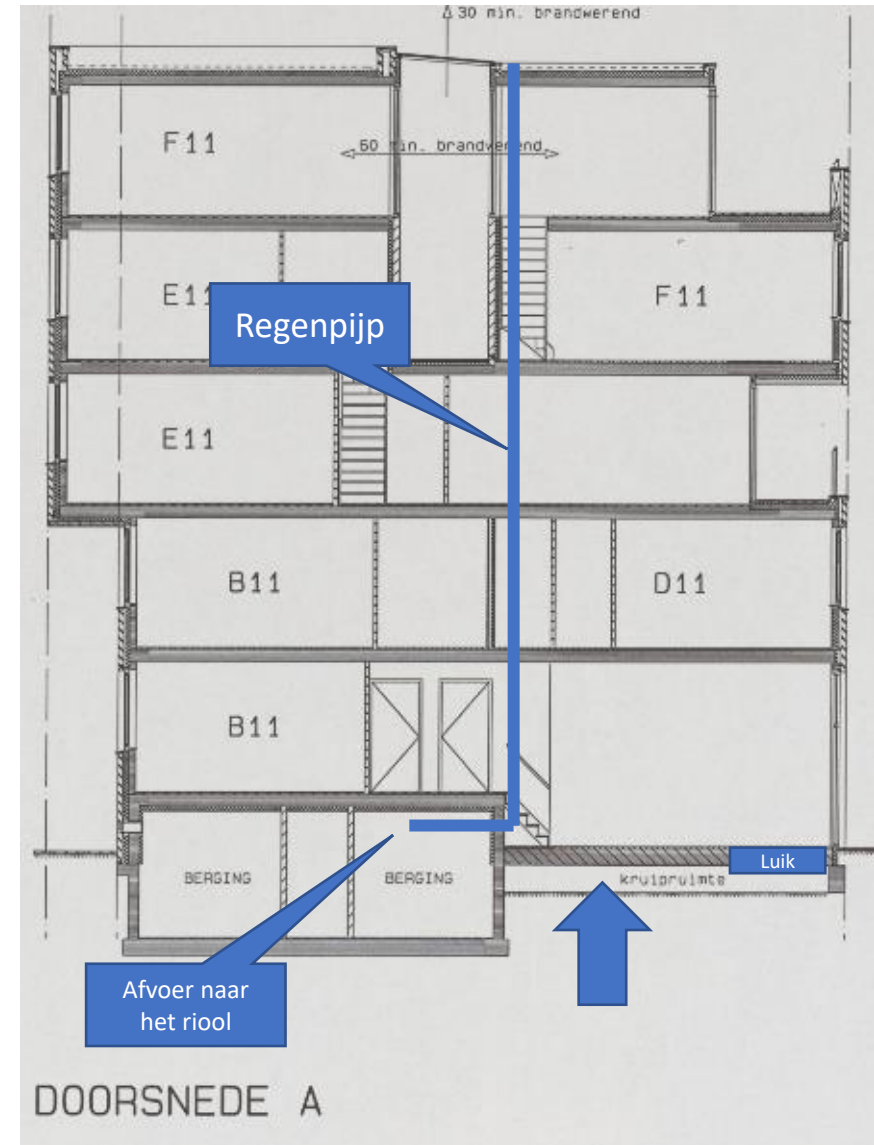 30 min. brandwerend
F11
60 min. brandwerend
E11
F11
Regenpijp
E11
B11
D11
B11
Luik
BERGING
BERGING
kruipruimte
Afvoer naar
het riool
DOORSNEDE A